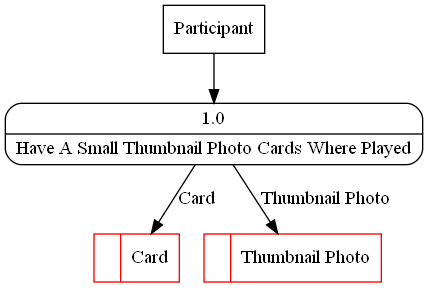 Participant
1.0
Have A Small Thumbnail Photo Cards Where Played
Card
Thumbnail Photo
Card
Thumbnail Photo